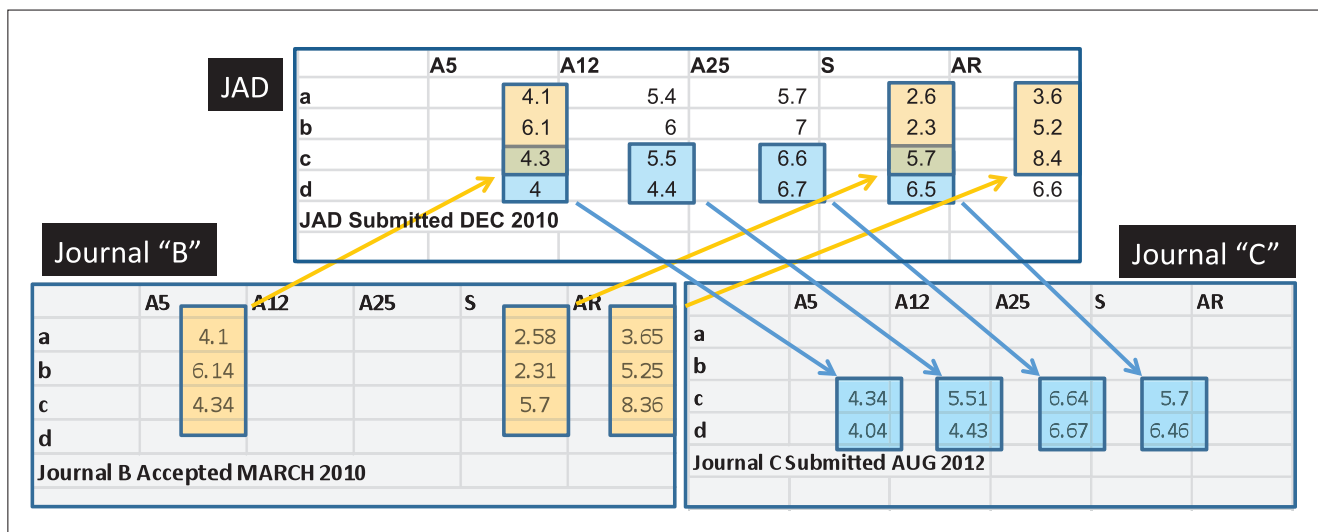 JAD
A5 A12 A25 S AR
a 4.1 5.4 5.7 2.6 3.6
b 6.1 6 7 2.3 5.2
c 4.3 5.5 6.6 5.7 8.4
d 4 4.4 6.7 6.5 6.6
JAD Submitted DEC 2010
Journal “B”
A5 A12 A25 S AR
a 4.1 2.58 3.65
b 6.14 2.31 5.25
c 4.34 5.7 8.36
d
Journal B Accepted MARCH 2010
Journal “C”
A5 A12 A25 S AR
a
b
c 4.34 5.51 6.64 5.7
d 4.04 4.43 6.67 6.46
Journal C Submitted AUG 2012